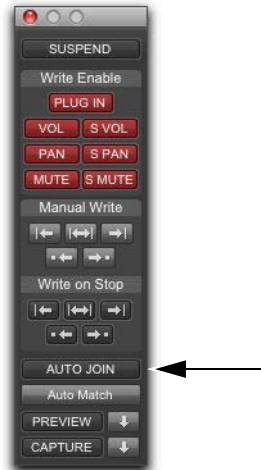 SUSPEND
Write Enable
PLUG IN
VOL S VOL
PAN S PAN
MUTE S MUTE
Manual Write
Write on Stop
AUTO JOIN
Auto Match
PREVIEW
CAPTURE